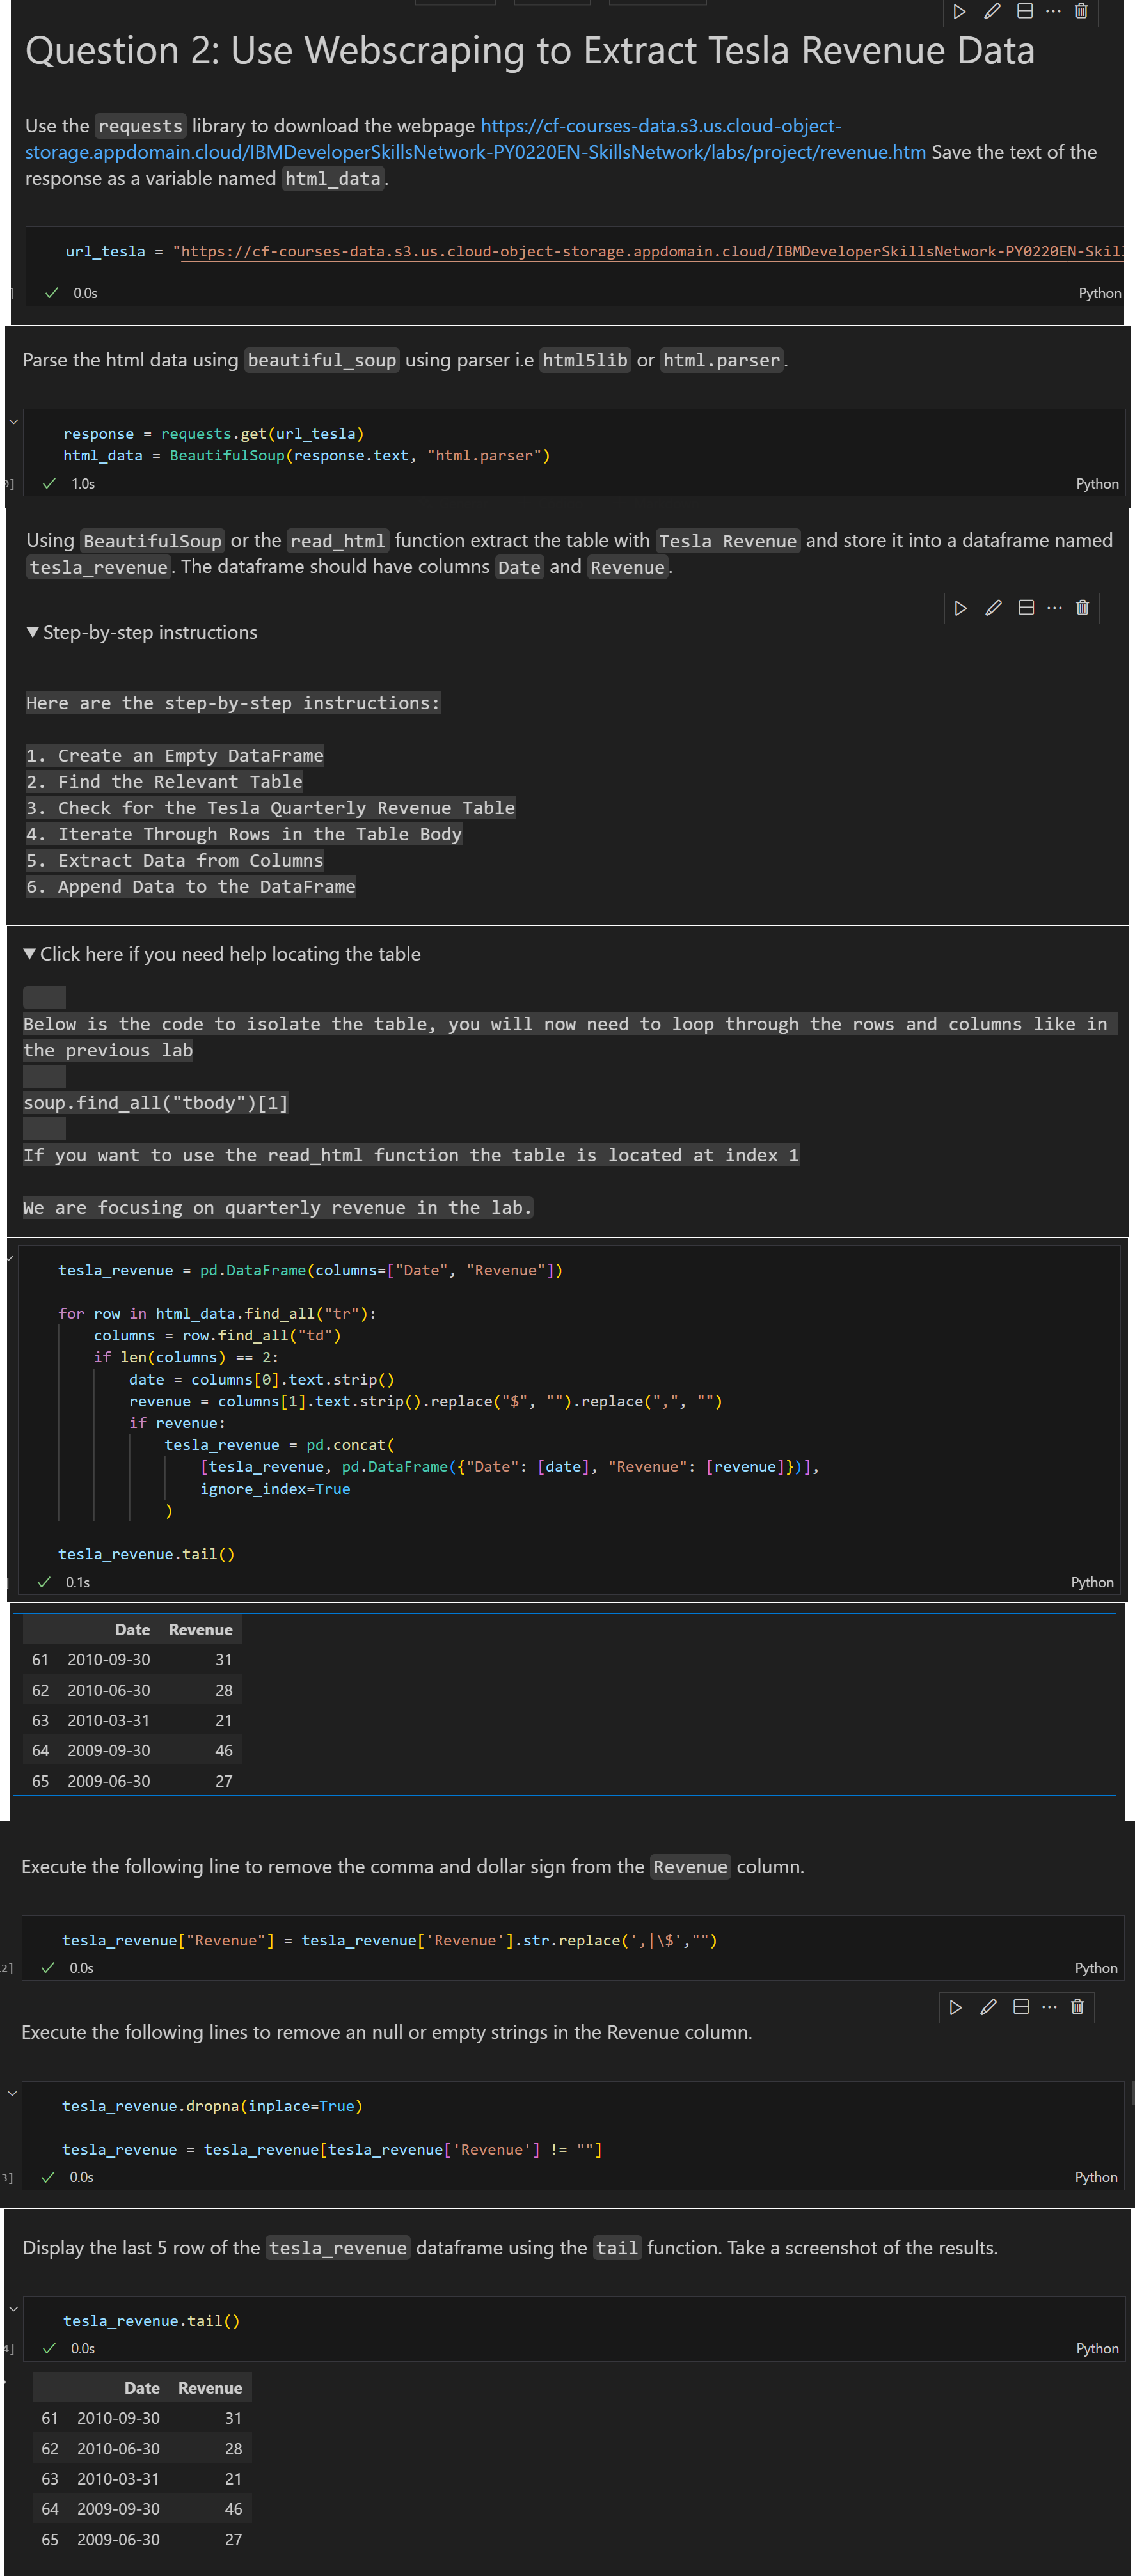 Question 2: Use Webscraping to Extract Tesla Revenue Data
Use the requests library to download the webpage https://cf-courses-data.s3.us.cloud-object-
storage.appdomain.cloud/IBMDeveloperSkillsNetwork-PY0220EN-SkillsNetwork/labs/project/revenue.htm Save the text of the
response as a variable named html_data.
url_tesla = "https://cf-courses-data.s3.us.cloud-object-storage.appdomain.cloud/IBMDeveloperSkillsNetwork-PY0220EN-Skill
0.0s
Python
Parse the html data using beautiful_soup using parser i.e html5lib or html.parser.
response = requests.get(url_tesla)
html_data = BeautifulSoup(response.text, "html.parser")
1.0s
Python
Using BeautifulSoup or the read_html function extract the table with Tesla Revenue and store it into a dataframe named
tesla_revenue. The dataframe should have columns Date and Revenue.
▼ Step-by-step instructions
Here are the step-by-step instructions:
1. Create an Empty DataFrame
2. Find the Relevant Table
3. Check for the Tesla Quarterly Revenue Table
4. Iterate Through Rows in the Table Body
5. Extract Data from Columns
6. Append Data to the DataFrame
▼ Click here if you need help locating the table
Below is the code to isolate the table, you will now need to loop through the rows and columns like in
the previous lab
soup.find_all("tbody")[1]
If you want to use the read_html function the table is located at index 1
We are focusing on quarterly revenue in the lab.
tesla_revenue = pd.DataFrame(columns=["Date", "Revenue"])
for row in html_data.find_all("tr"):
columns = row.find_all("td")
if len(columns) == 2:
date = columns[0].text.strip()
revenue = columns[1].text.strip().replace("$", "").replace(",", "")
if revenue:
tesla_revenue = pd.concat(
[tesla_revenue, pd.DataFrame({"Date": [date], "Revenue": [revenue]})],
ignore_index=True
)
tesla_revenue.tail()
0.1s
Python
Date Revenue
61 2010-09-30 31
62 2010-06-30 28
63 2010-03-31 21
64 2009-09-30 46
65 2009-06-30 27
Execute the following line to remove the comma and dollar sign from the Revenue column.
tesla_revenue["Revenue"] = tesla_revenue['Revenue'].str.replace(',|\$',"")
2]
0.0s
Python
Execute the following lines to remove an null or empty strings in the Revenue column.
tesla_revenue.dropna(inplace=True)
tesla_revenue = tesla_revenue[tesla_revenue['Revenue'] != ""]
3]
0.0s
Python
Display the last 5 row of the tesla_revenue dataframe using the tail function. Take a screenshot of the results.
tesla_revenue.tail()
4]
0.0s
Python
Date Revenue
61 2010-09-30 31
62 2010-06-30 28
63 2010-03-31 21
64 2009-09-30 46
65 2009-06-30 27